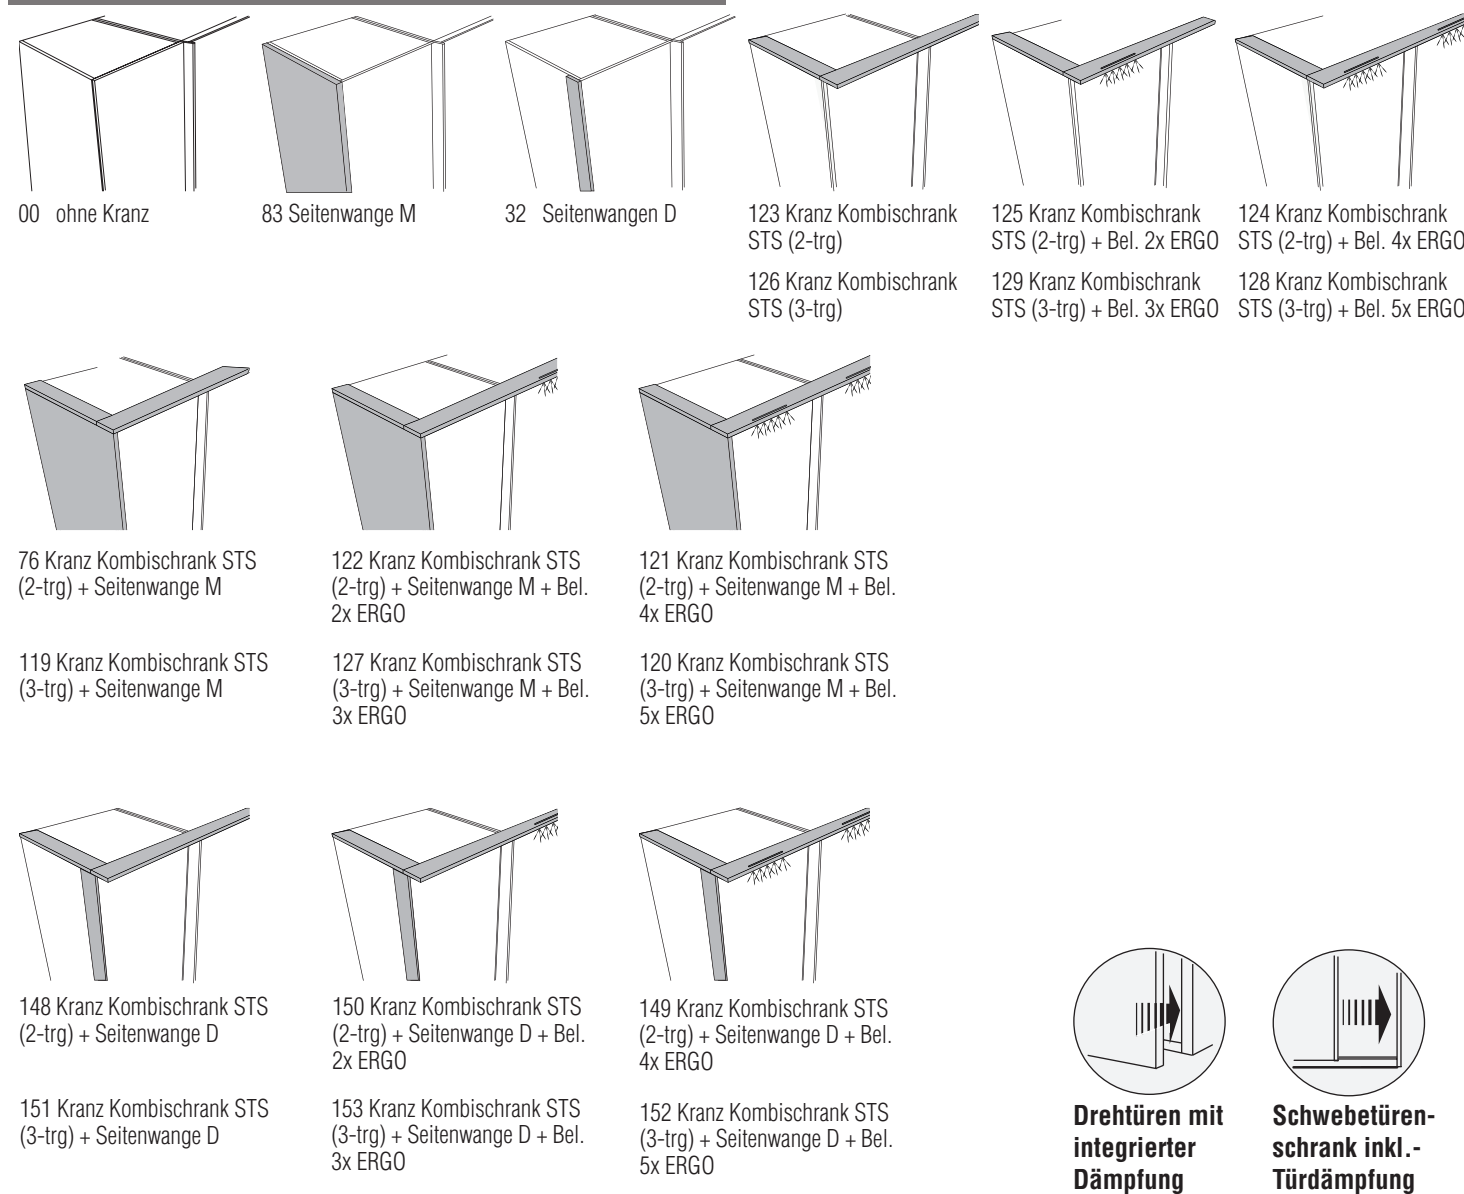 00 ohne Kranz
83 Seitenwange M
32 Seitenwangen D
123 Kranz Kombischrank
STS (2-trg)
126 Kranz Kombischrank
STS (3-trg)
125 Kranz Kombischrank
STS (2-trg) + Bel. 2x ERGO
129 Kranz Kombischrank
STS (3-trg) + Bel. 3x ERGO
124 Kranz Kombischrank
STS (2-trg) + Bel. 4x ERGO
128 Kranz Kombischrank
STS (3-trg) + Bel. 5x ERGO
76 Kranz Kombischrank STS
(2-trg) + Seitenwange M
119 Kranz Kombischrank STS
(3-trg) + Seitenwange M
122 Kranz Kombischrank STS
(2-trg) + Seitenwange M + Bel.
2x ERGO
127 Kranz Kombischrank STS
(3-trg) + Seitenwange M + Bel.
3x ERGO
121 Kranz Kombischrank STS
(2-trg) + Seitenwange M + Bel.
4x ERGO
120 Kranz Kombischrank STS
(3-trg) + Seitenwange M + Bel.
5x ERGO
148 Kranz Kombischrank STS
(2-trg) + Seitenwange D
151 Kranz Kombischrank STS
(3-trg) + Seitenwange D
150 Kranz Kombischrank STS
(2-trg) + Seitenwange D + Bel.
2x ERGO
153 Kranz Kombischrank STS
(3-trg) + Seitenwange D + Bel.
3x ERGO
149 Kranz Kombischrank STS
(2-trg) + Seitenwange D + Bel.
4x ERGO
152 Kranz Kombischrank STS
(3-trg) + Seitenwange D + Bel.
5x ERGO
Drehtüren mit
integrierter
Dämpfung
Schwebetüren-
schrank inkl.-
Türdämpfung